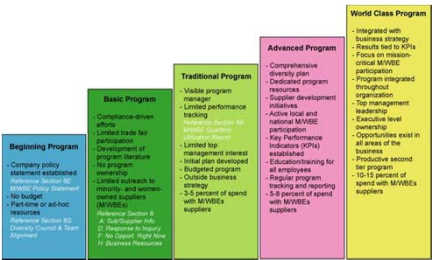 World Class Program
- Integrated with
business strategy
- Results tied to KPIs
- Focus on mission-
critical M/WBE
participation
- Program integrated
throughout
organization
- Top management
leadership
- Executive level
ownership
- Opportunities exist in
all areas of the
business
- Productive second
tier program
- 10-15 percent of
spend with M/WBEs
suppliers
Advanced Program
- Comprehensive
diversity plan
- Dedicated program
resources
- Supplier development
initiatives
- Active local and
national M/WBE
participation
- Key Performance
Indicators (KPIs)
established
- Education/training for
all employees
- Regular program
tracking and reporting
- 5-8 percent of spend
with M/WBEs
suppliers
Traditional Program
- Visible program
manager
- Limited performance
tracking
Reference Section 8I
M/WBE Quarterly
Utilization Report
- Limited top
management interest
- Initial plan developed
- Budgeted program
- Outside business
strategy
- 3-5 percent of spend
with M/WBEs
suppliers
Basic Program
- Compliance-driven
efforts
- Limited trade fair
participation
- Development of
program literature
- No program
ownership
- Limited outreach to
minority- and women-
owned suppliers
(M/WBEs)
Reference Section 8
A: Sub/Supplier Info
D: Response to Inquiry
F: No Opport. Right Now
H: Business Resources
Beginning Program
- Company policy
statement established
Reference Section 8E
M/WBE Policy Statement
- No budget
- Part-time or ad-hoc
resources
Reference Section 8G
Diversity Council & Team
Alignment